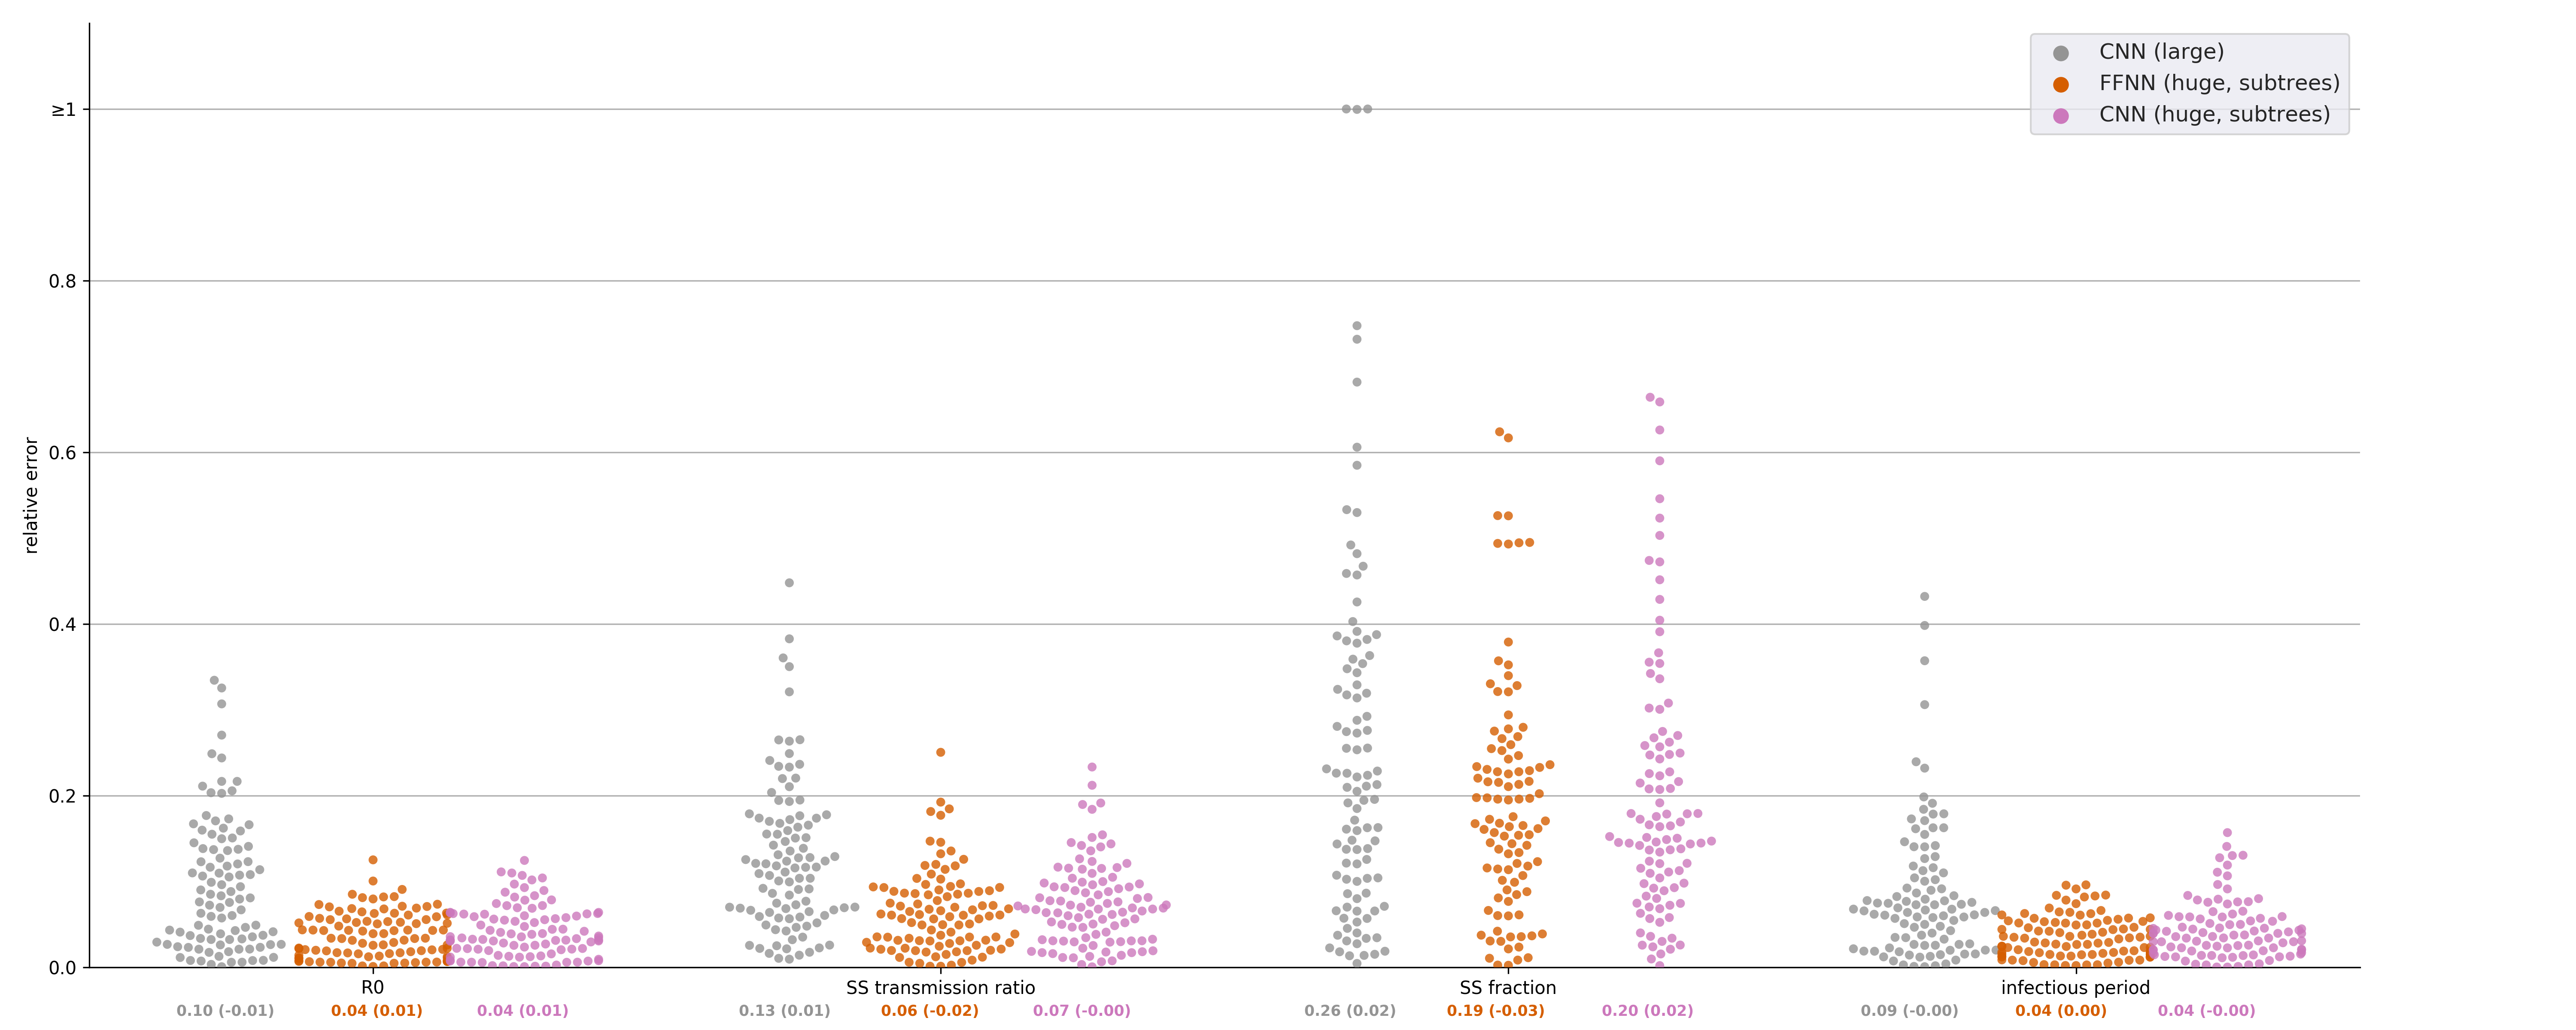 CNN (large)
FFNN (huge, subtrees)
CNN (huge, subtrees)
≥1
0.8
0.6
0.4
0.2
0.0
relative error
R0
SS transmission ratio
SS fraction
infectious period
0.10 (-0.01)
0.04 (0.01)
0.04 (0.01)
0.13 (0.01)
0.06 (-0.02)
0.07 (-0.00)
0.26 (0.02)
0.19 (-0.03)
0.20 (0.02)
0.09 (-0.00)
0.04 (0.00)
0.04 (-0.00)